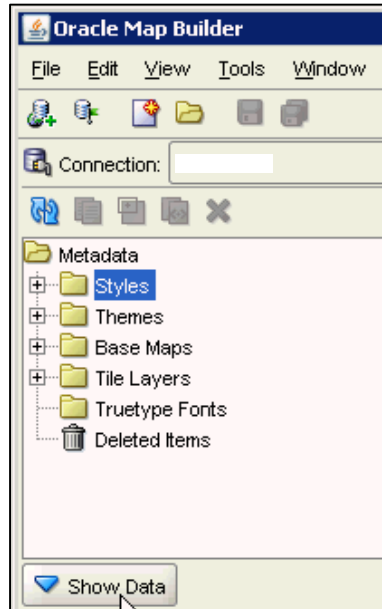 Oracle Map Builder
File Edit View Tools Window
Connection:
Metadata
Styles
Themes
Base Maps
Tile Layers
Truetype Fonts
Deleted Items
Show Data